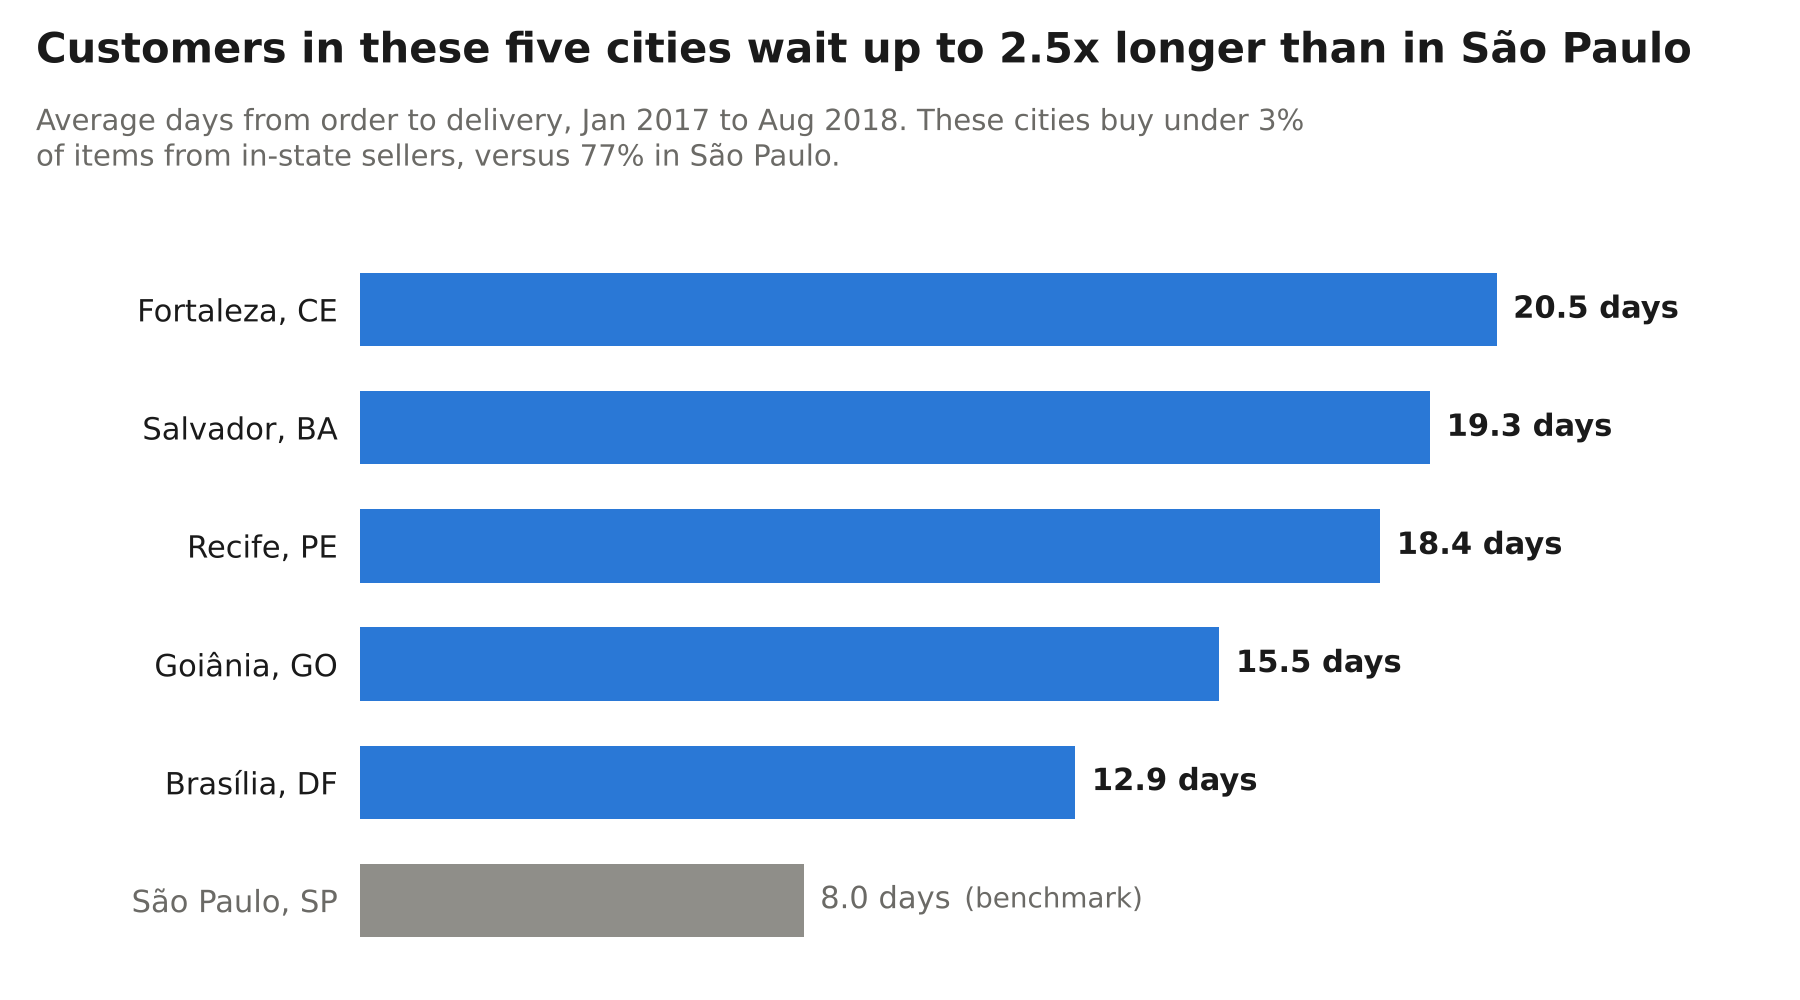 Customers in these five cities wait up to 2.5x longer than in São Paulo
Average days from order to delivery, Jan 2017 to Aug 2018. These cities buy under 3%
of items from in-state sellers, versus 77% in São Paulo.
Fortaleza, CE 20.5 days
Salvador, BA 19.3 days
Recife, PE 18.4 days
Goiânia, GO 15.5 days
Brasília, DF 12.9 days
São Paulo, SP 8.0 days (benchmark)